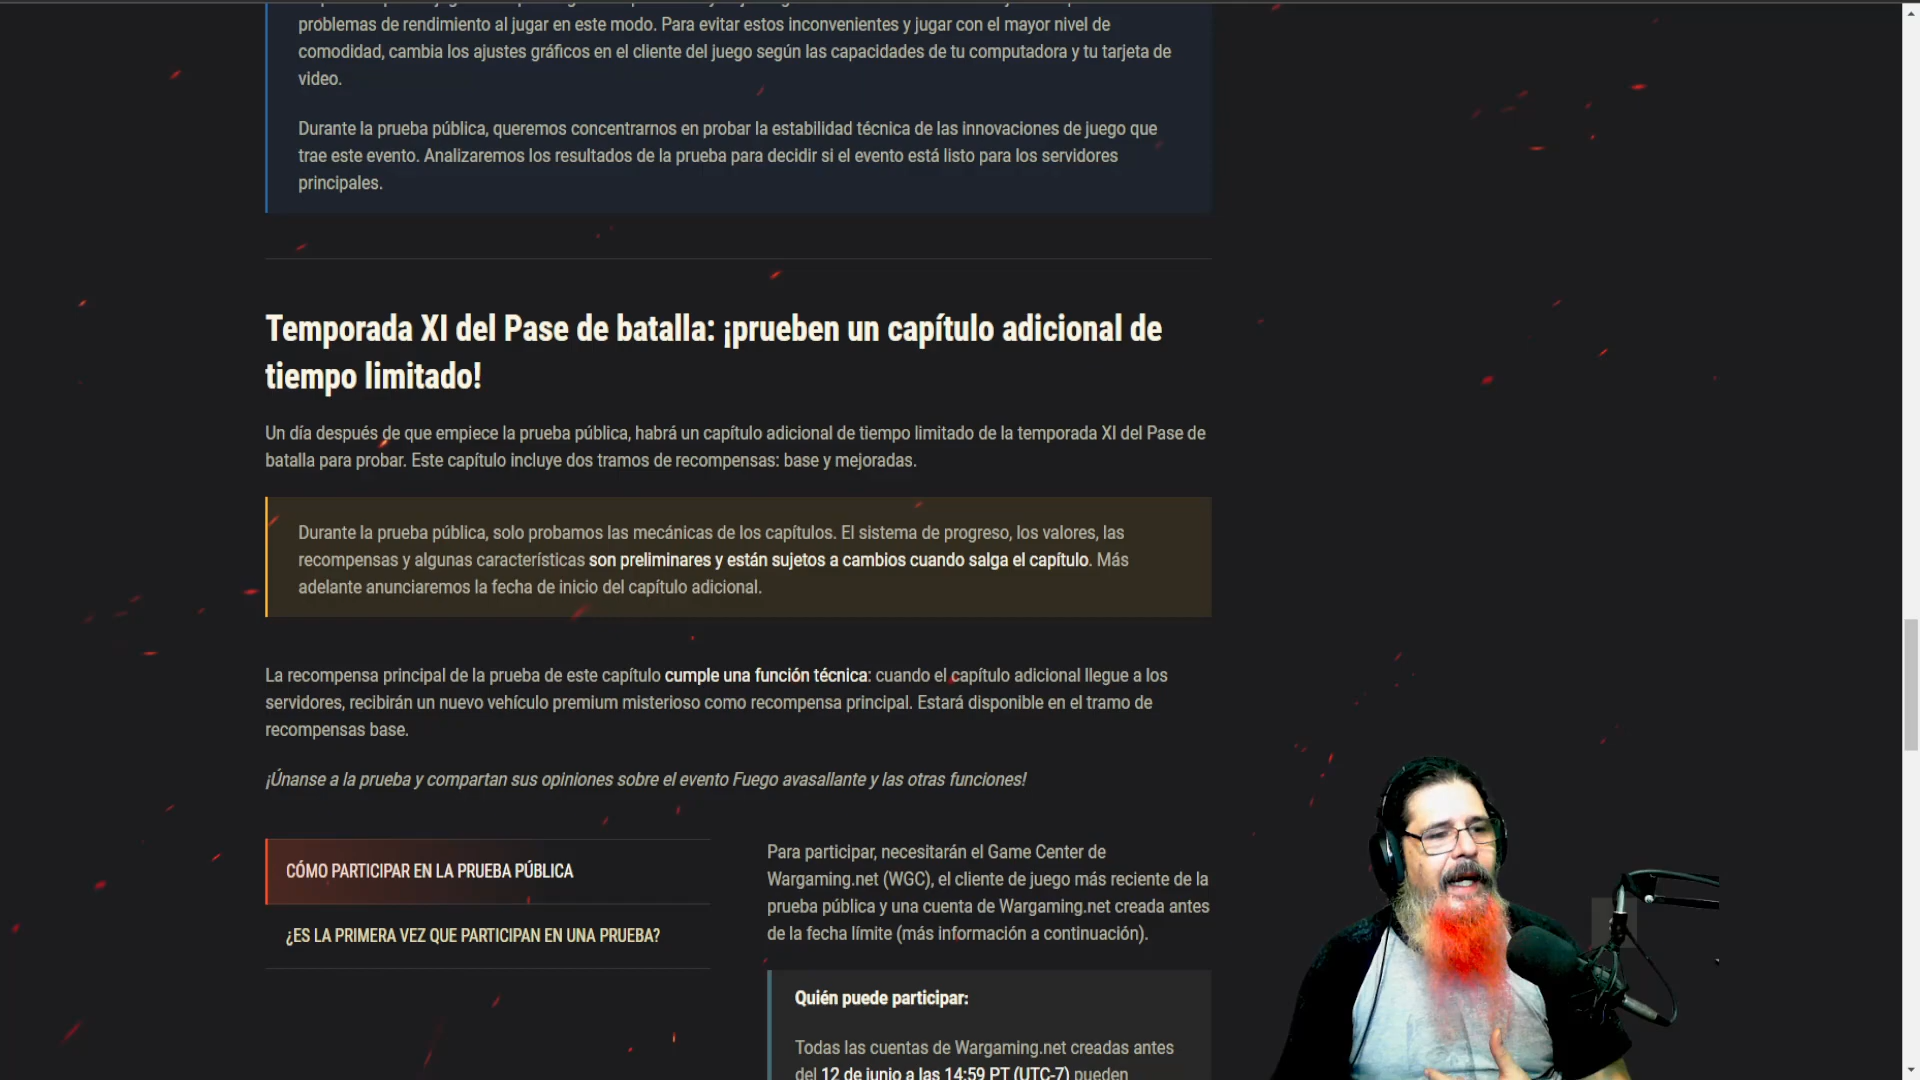 problemas de rendimiento al jugar en este modo. Para evitar estos inconvenientes y jugar con el mayor nivel de
comodidad, cambia los ajustes gráficos en el cliente del juego según las capacidades de tu computadora y tu tarjeta de
video.
Durante la prueba pública, queremos concentrarnos en probar la estabilidad técnica de las innovaciones de juego que
trae este evento. Analizaremos los resultados de la prueba para decidir si el evento está listo para los servidores
principales.
Temporada XI del Pase de batalla: ¡prueben un capítulo adicional de
tiempo limitado!
Un día después de que empiece la prueba pública, habrá un capítulo adicional de tiempo limitado de la temporada XI del Pase de
batalla para probar. Este capítulo incluye dos tramos de recompensas: base y mejoradas.
Durante la prueba pública, solo probamos las mecánicas de los capítulos. El sistema de progreso, los valores, las
recompensas y algunas características son preliminares y están sujetos a cambios cuando salga el capítulo. Más
adelante anunciaremos la fecha de inicio del capítulo adicional.
La recompensa principal de la prueba de este capítulo cumple una función técnica: cuando el capítulo adicional llegue a los
servidores, recibirán un nuevo vehículo premium misterioso como recompensa principal. Estará disponible en el tramo de
recompensas base.
¡Únanse a la prueba y compartan sus opiniones sobre el evento Fuego avasallante y las otras funciones!
CÓMO PARTICIPAR EN LA PRUEBA PÚBLICA
¿ES LA PRIMERA VEZ QUE PARTICIPAN EN UNA PRUEBA?
Para participar, necesitarán el Game Center de
Wargaming.net (WGC), el cliente de juego más reciente de la
prueba pública y una cuenta de Wargaming.net creada antes
de la fecha límite (más información a continuación).
Quién puede participar:
Todas las cuentas de Wargaming.net creadas antes
del 12 de junio a las 14:59 PT (UTC-7) pueden